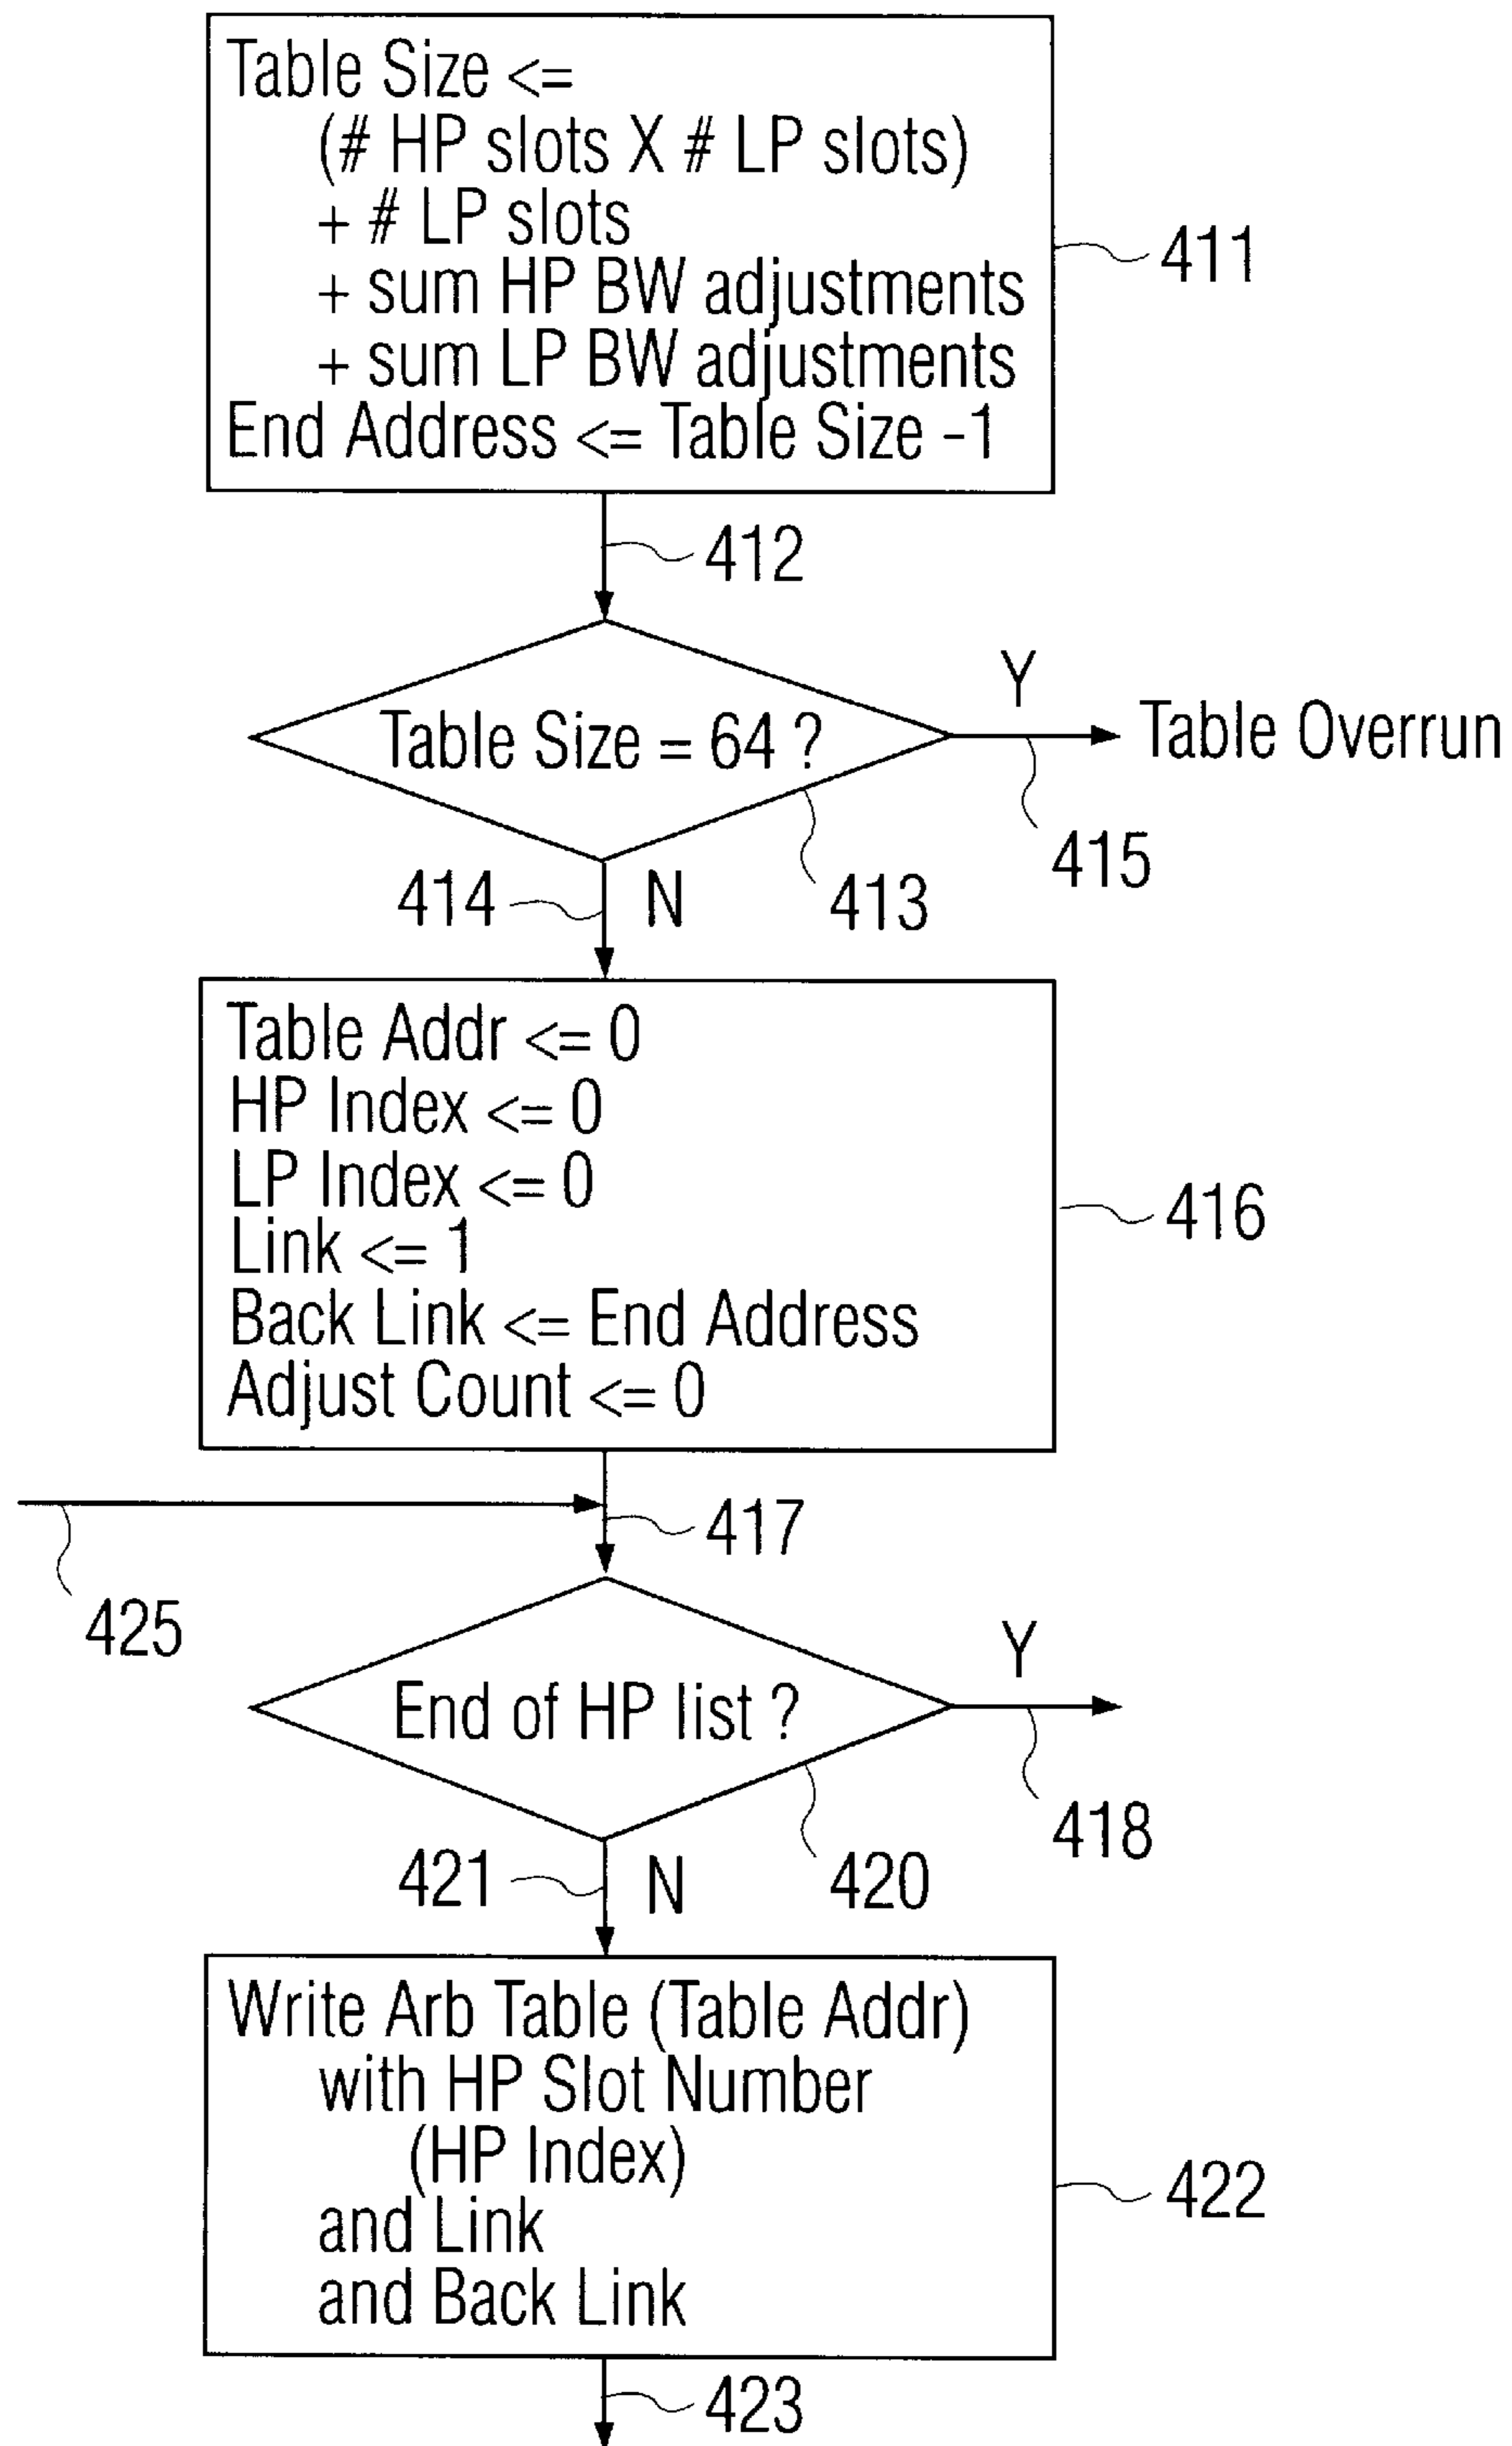 Table Size <=
(# HP slots X # LP slots)
+ # LP slots
+ sum HP BW adjustments
+ sum LP BW adjustments
End Address <= Table Size -1
411
412
Table Size = 64 ?
Y
Table Overrun
415
413
414
N
Table Addr <= 0
HP Index <= 0
LP Index <= 0
Link <= 1
Back Link <= End Address
Adjust Count <= 0
416
417
425
End of HP list ?
Y
418
420
421
N
Write Arb Table (Table Addr)
with HP Slot Number
(HP Index)
and Link
and Back Link
422
423